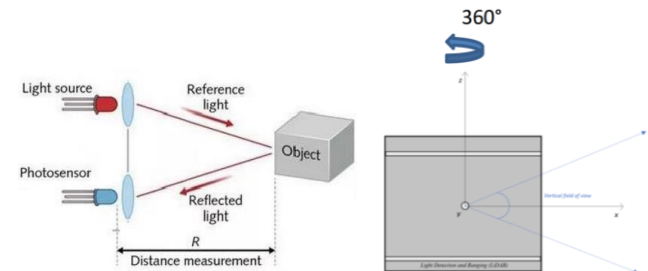 360°
Light source
Reference
light
Object
Photosensor
Reflected
light
R
Distance measurement
z
Vertical field of view
y
x
Light Detection and Ranging (LiDAR)